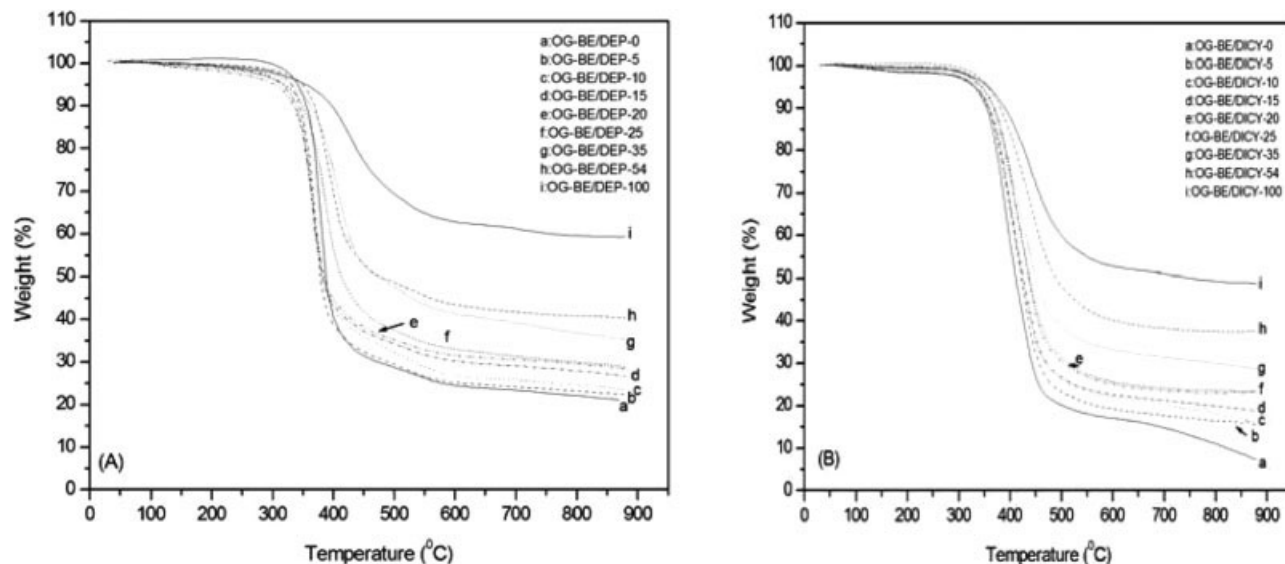 110
100
90
80
70
60
50
40
30
20
10
0
Weight (%)
a:OG-BE/DEP-0
b:OG-BE/DEP-5
c:OG-BE/DEP-10
d:OG-BE/DEP-15
e:OG-BE/DEP-20
f:OG-BE/DEP-25
g:OG-BE/DEP-35
h:OG-BE/DEP-54
i:OG-BE/DEP-100
i
h
e
f
g
d
c
b
a
(A)
0 100 200 300 400 500 600 700 800 900
Temperature (⁰C)
110
100
90
80
70
60
50
40
30
20
10
0
Weight (%)
a:OG-BE/DICY-0
b:OG-BE/DICY-5
c:OG-BE/DICY-10
d:OG-BE/DICY-15
e:OG-BE/DICY-20
f:OG-BE/DICY-25
g:OG-BE/DICY-35
h:OG-BE/DICY-54
i:OG-BE/DICY-100
i
h
e
g
f
d
c
b
a
(B)
0 100 200 300 400 500 600 700 800 900
Temperature (⁰C)